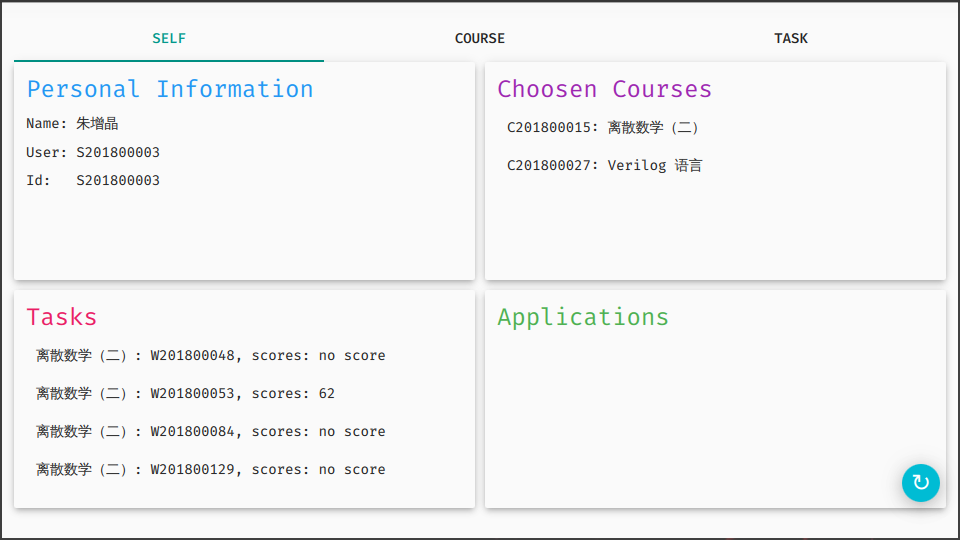 SELF COURSE TASK
Personal Information
Name: 朱增晶
User: S201800003
Id: S201800003
Choosen Courses
C201800015: 离散数学（二）
C201800027: Verilog 语言
Tasks
离散数学（二）: W201800048, scores: no score
离散数学（二）: W201800053, scores: 62
离散数学（二）: W201800084, scores: no score
离散数学（二）: W201800129, scores: no score
Applications
↻